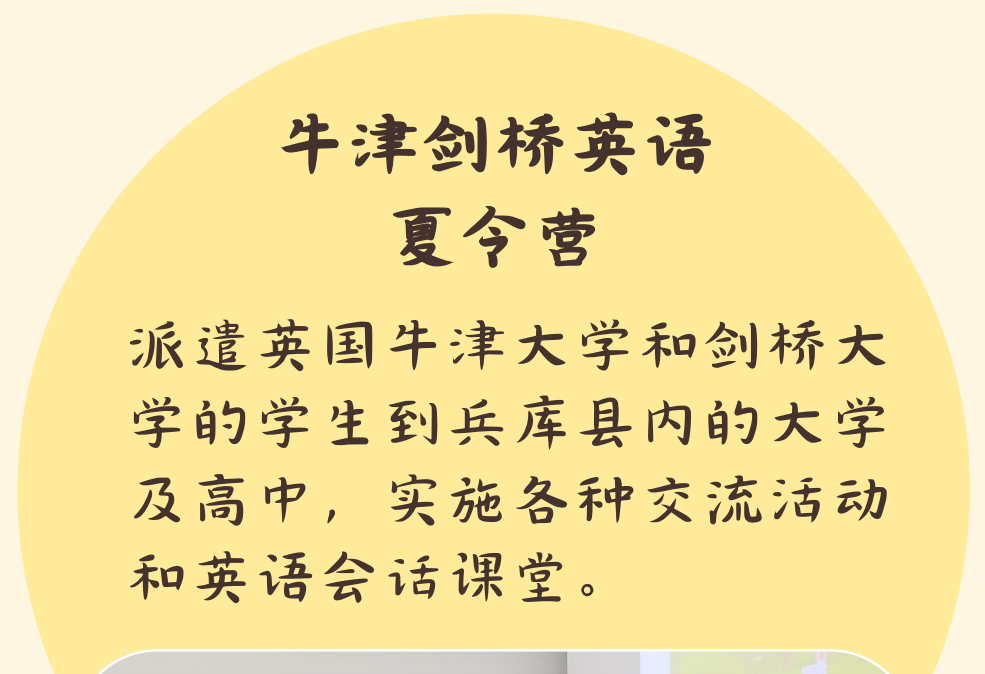 牛津剑桥英语
夏令营
派遣英国牛津大学和剑桥大
学的学生到兵库县内的大学
及高中，实施各种交流活动
和英语会话课堂。